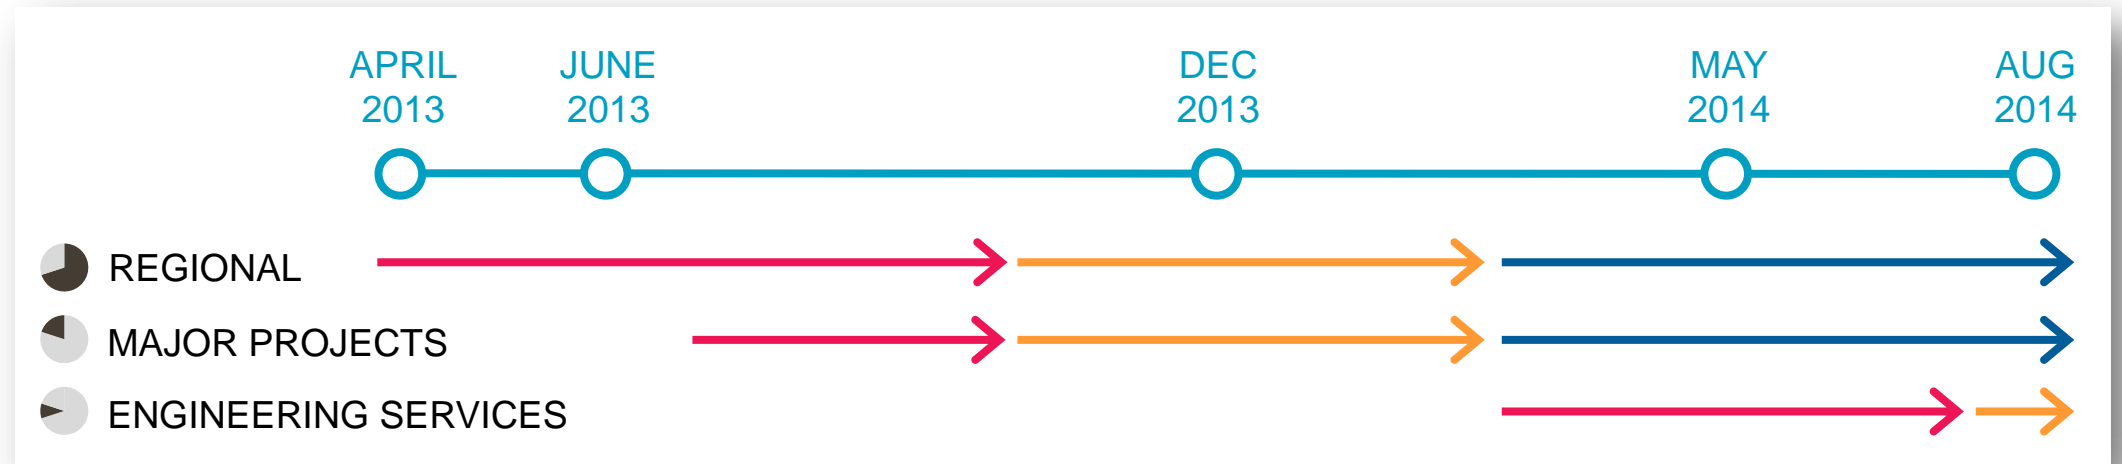 APRIL
2013
JUNE
2013
DEC
2013
MAY
2014
AUG
2014
REGIONAL
MAJOR PROJECTS
ENGINEERING SERVICES